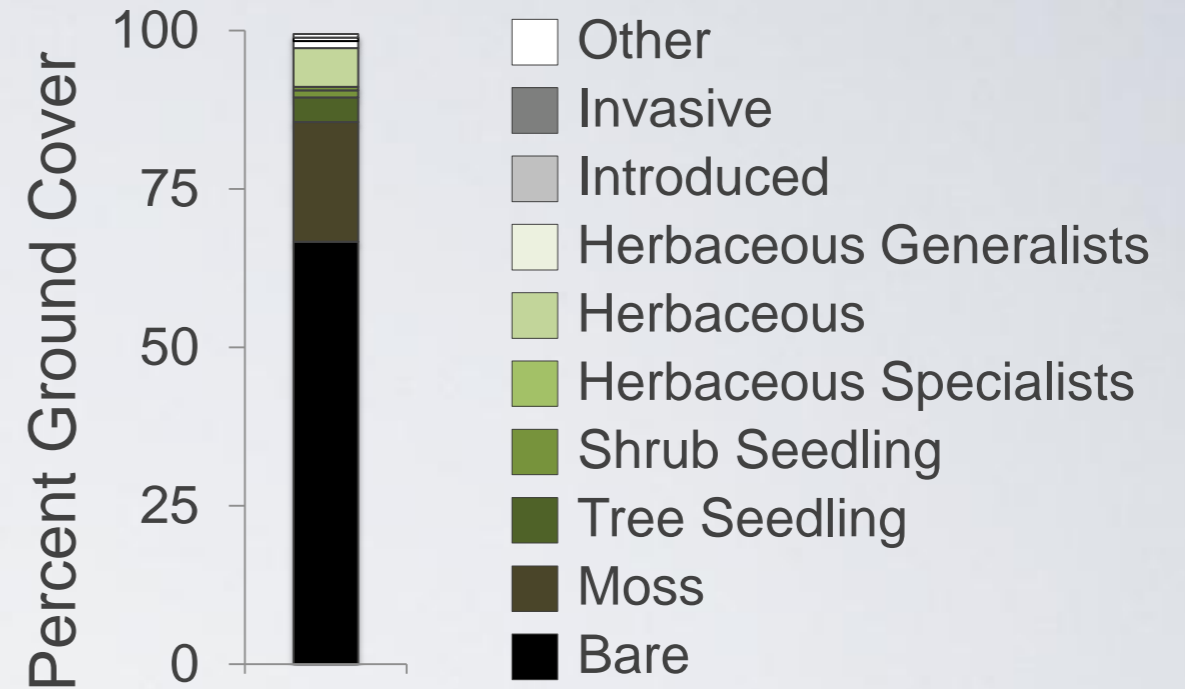 Percent Ground Cover
100
75
50
25
0
Other
Invasive
Introduced
Herbaceous Generalists
Herbaceous
Herbaceous Specialists
Shrub Seedling
Tree Seedling
Moss
Bare